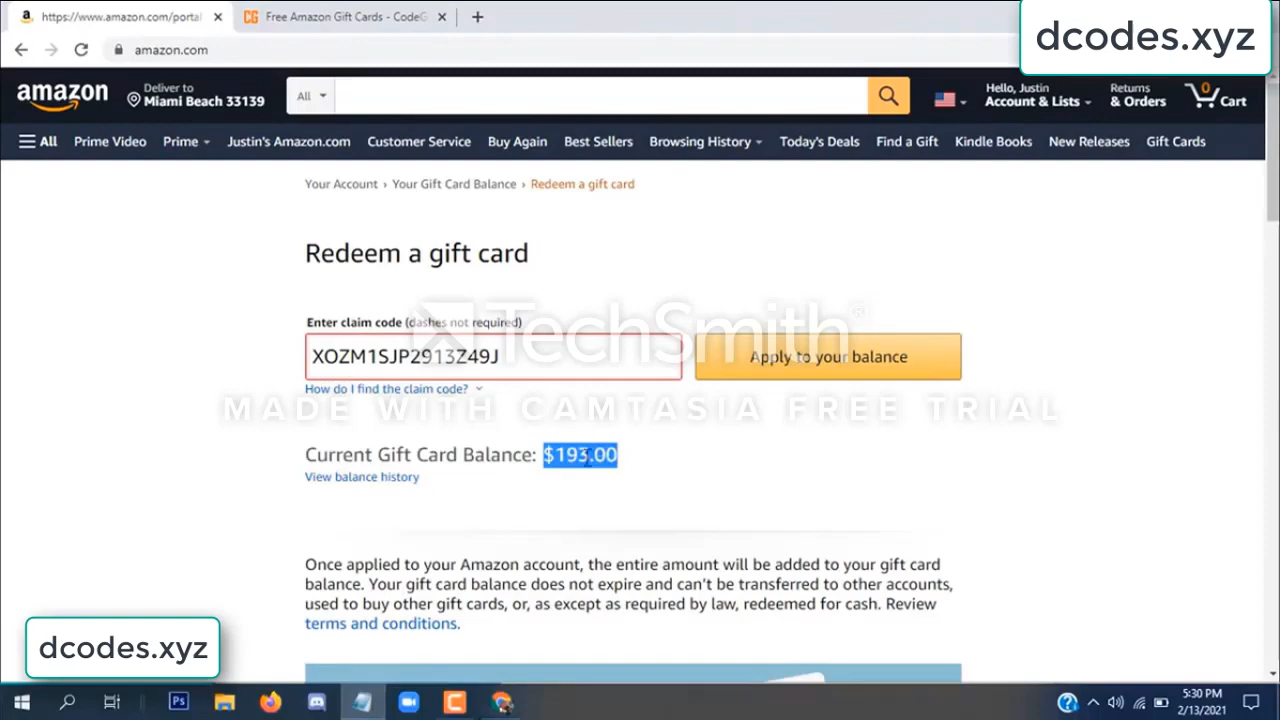 https://www.amazon.com/portal
Free Amazon Gift Cards - CodeG
dcodes.xyz
amazon.com
amazon
Deliver to
Miami Beach 33139
All
Hello, Justin
Account & Lists
Returns
& Orders
0
Cart
All Prime Video Prime Justin's Amazon.com Customer Service Buy Again Best Sellers Browsing History Today's Deals Find a Gift Kindle Books New Releases Gift Cards
Your Account › Your Gift Card Balance › Redeem a gift card
Redeem a gift card
Enter claim code (dashes not required)
XOZM1SJP2913Z49J
Apply to your balance
TechSmith®
How do I find the claim code?
MADE WITH CAMTASIA FREE TRIAL
Current Gift Card Balance: $193.00
View balance history
Once applied to your Amazon account, the entire amount will be added to your gift card
balance. Your gift card balance does not expire and can't be transferred to other accounts,
used to buy other gift cards, or, as except as required by law, redeemed for cash. Review
terms and conditions.
dcodes.xyz
Ps
5:30 PM
2/13/2021